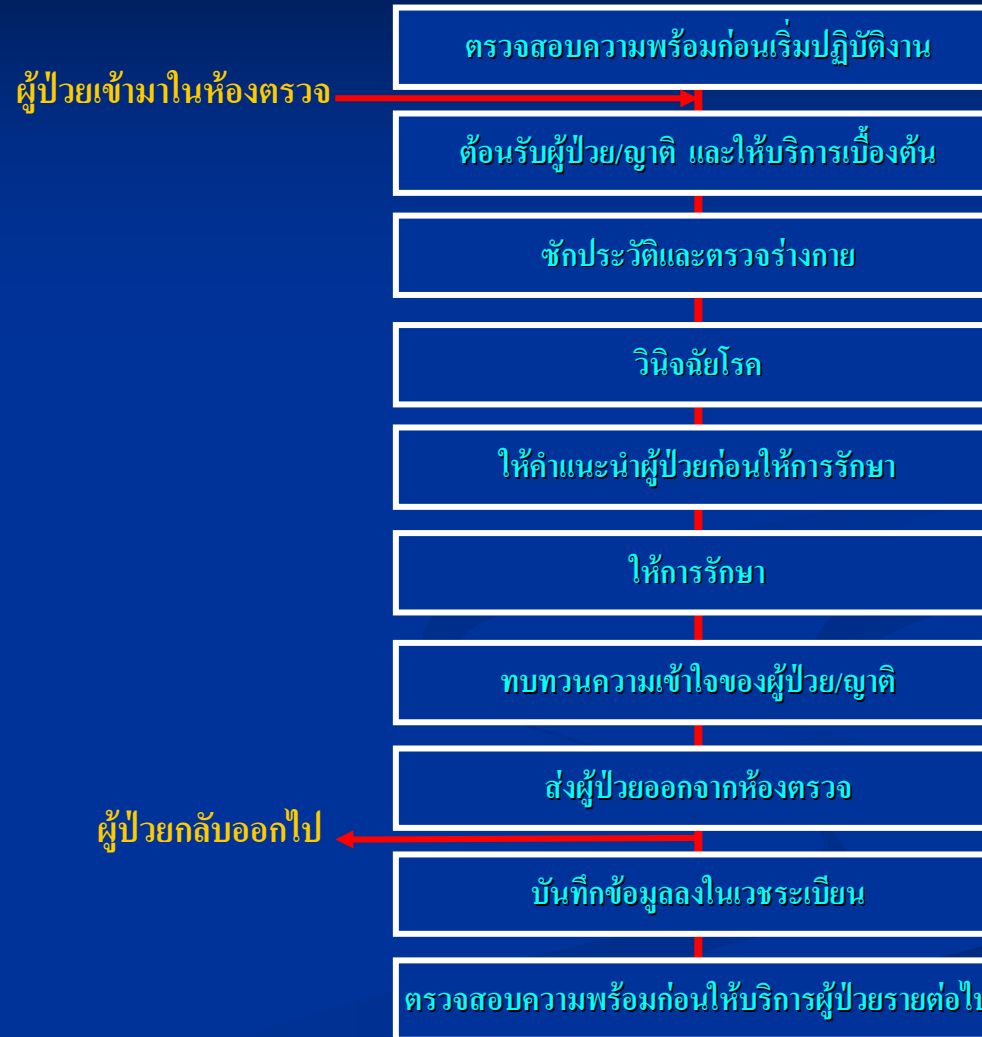 ตรวจสอบความพร้อมก่อนเริ่มปฏิบัติงาน
ผู้ป่วยเข้ามาในห้องตรวจ
ต้อนรับผู้ป่วย/ญาติ และให้บริการเบื้องต้น
ซักประวัติและตรวจร่างกาย
วินิจฉัยโรค
ให้คำแนะนำผู้ป่วยก่อนให้การรักษา
ให้การรักษา
ทบทวนความเข้าใจของผู้ป่วย/ญาติ
ส่งผู้ป่วยออกจากห้องตรวจ
ผู้ป่วยกลับออกไป
บันทึกข้อมูลลงในเวชระเบียน
ตรวจสอบความพร้อมก่อนให้บริการผู้ป่วยรายต่อไป